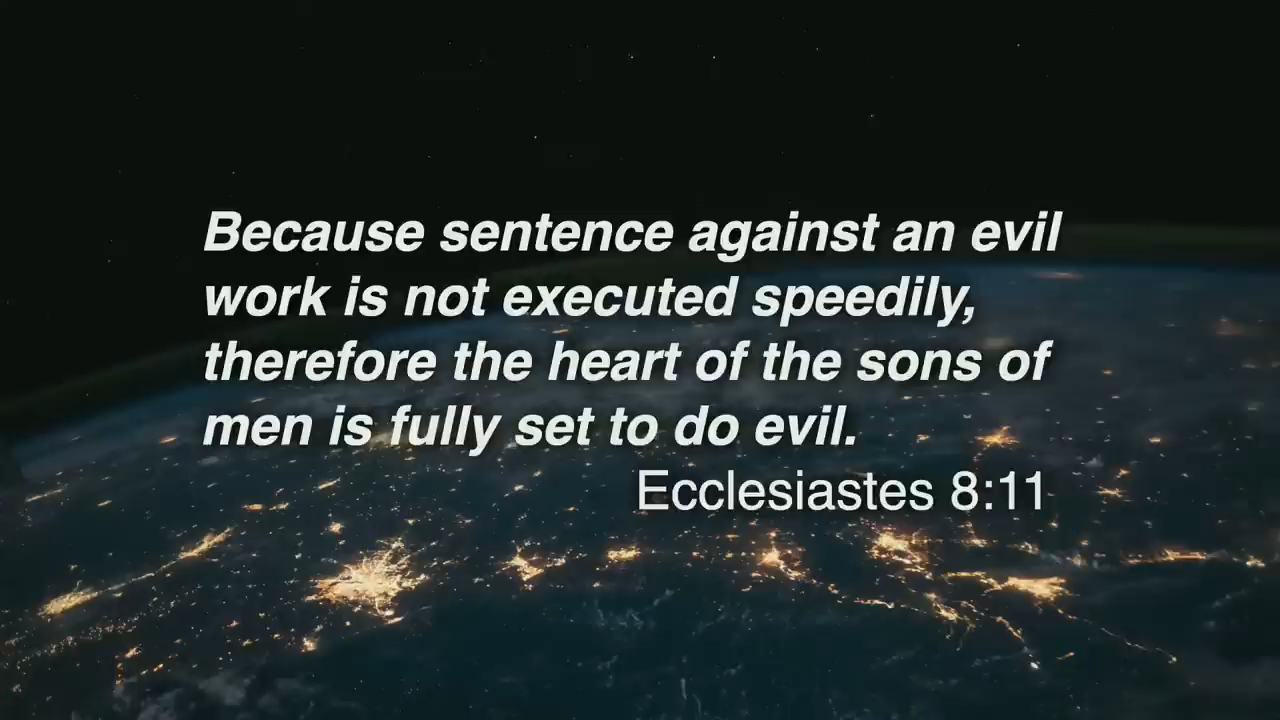 Because sentence against an evil
work is not executed speedily,
therefore the heart of the sons of
men is fully set to do evil.
Ecclesiastes 8:11